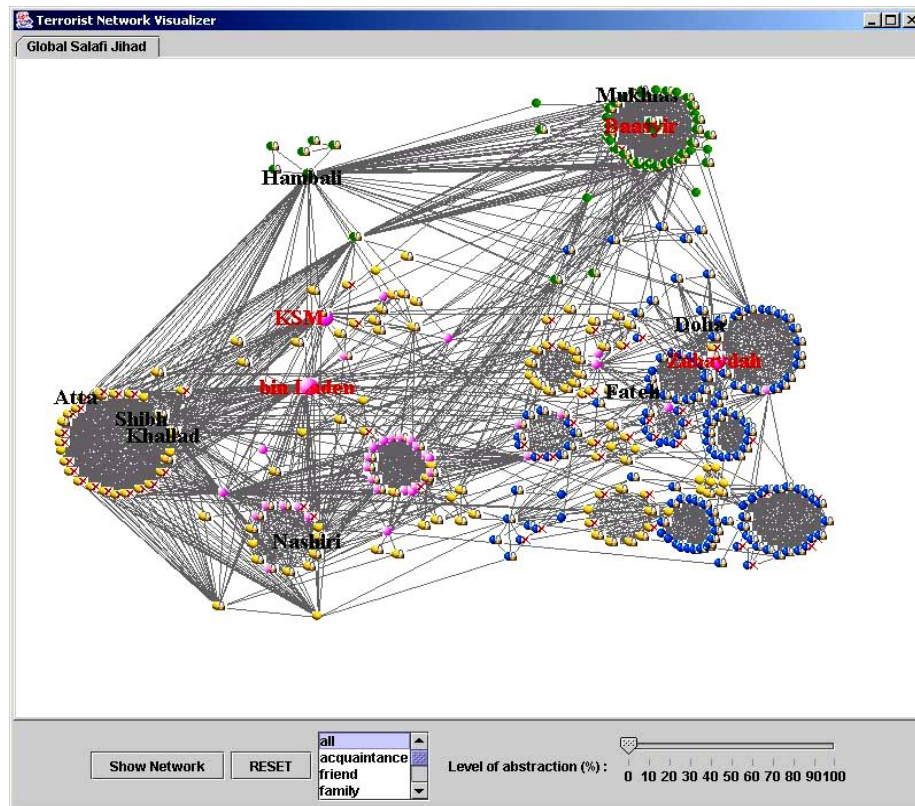 Terrorist Network Visualizer
Global Salafi Jihad
Mukhlas
Baasyir
Hambali
KSM
Doha
Zubaydah
bin Laden
Fateh
Atta
Shibh
Khallad
Nashiri
all
acquaintance
friend
family
Show Network
RESET
Level of abstraction (%) :
0 10 20 30 40 50 60 70 80 90 100